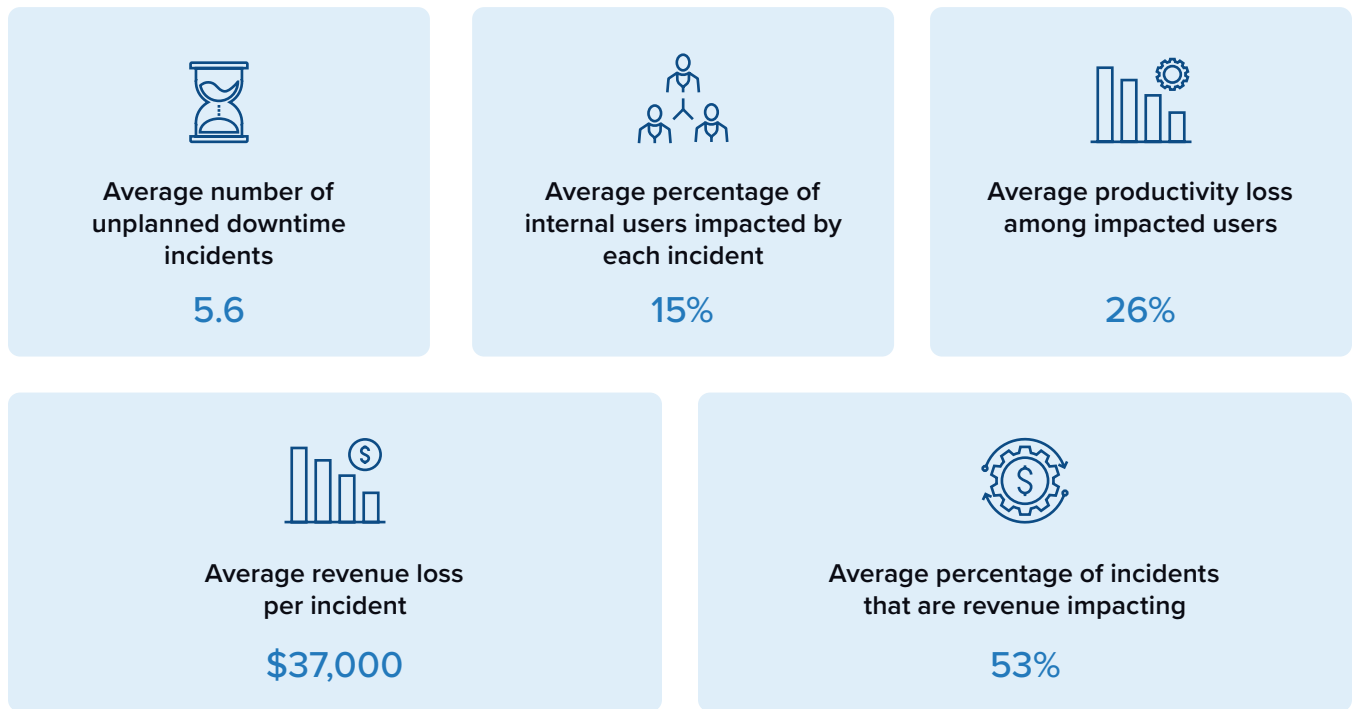 Average number of
unplanned downtime
incidents
5.6
Average percentage of
internal users impacted by
each incident
15%
Average productivity loss
among impacted users
26%
$
Average revenue loss
per incident
$37,000
$
Average percentage of incidents
that are revenue impacting
53%